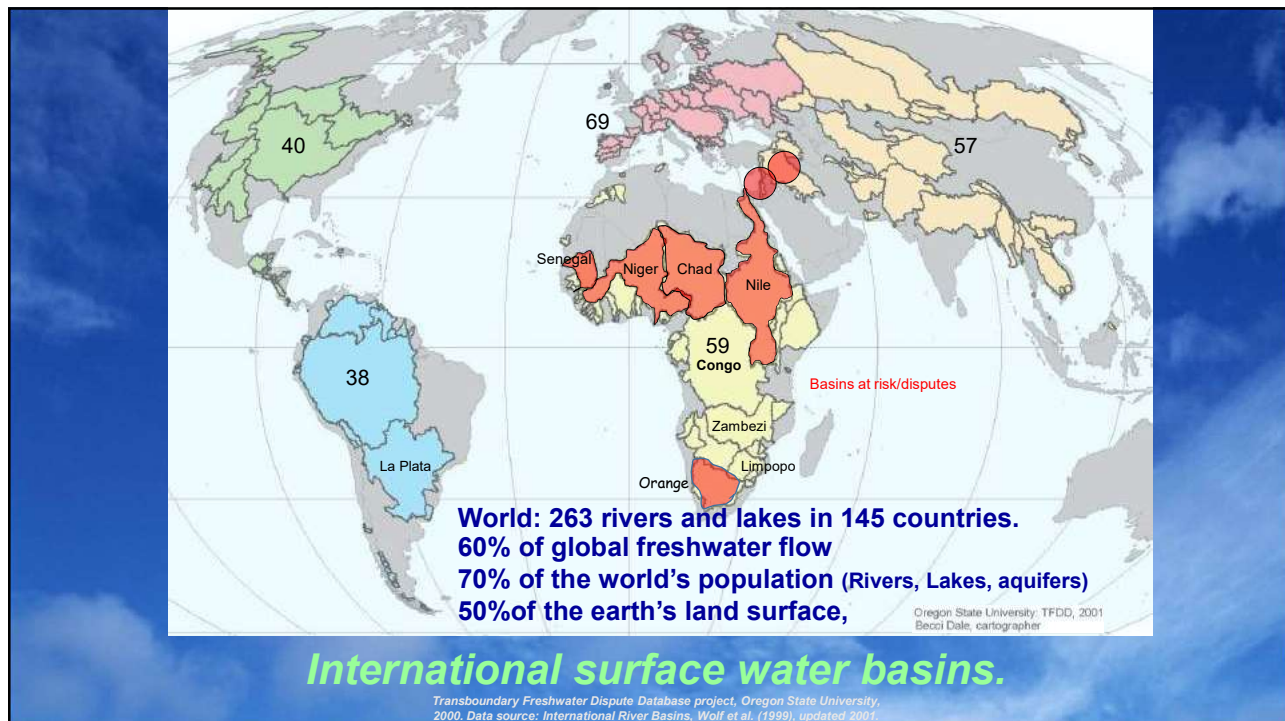 69
40
57
Senegal
Niger
Chad
Nile
59
Congo
38
Basins at risk/disputes
Zambezi
La Plata
Limpopo
Orange
World: 263 rivers and lakes in 145 countries.
60% of global freshwater flow
70% of the world's population (Rivers, Lakes, aquifers)
50%of the earth's land surface,
Oregon State University: TFDD, 2001
Becci Dale, cartographer
International surface water basins.
Transboundary Freshwater Dispute Database project, Oregon State University,
2000. Data source: International River Basins, Wolf et al. (1999), updated 2001.